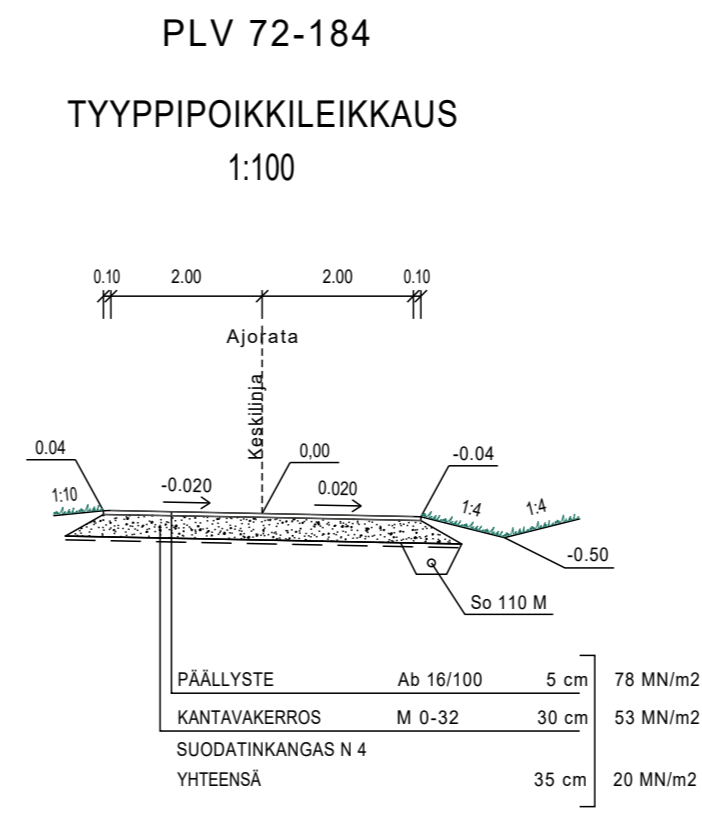 PLV 72-184
TYYPPIPOIKKILEIKKAUS
1:100
0.10 2.00 2.00 0.10
Ajorata
Keskilinja
0.04 0,00 -0.04
1:10 -0.020 0.020 1:4 1:4
-0.50
So 110 M
PÄÄLLYSTE Ab 16/100 5 cm 78 MN/m2
KANTAVAKERROS M 0-32 30 cm 53 MN/m2
SUODATINKANGAS N 4
YHTEENSÄ 35 cm 20 MN/m2